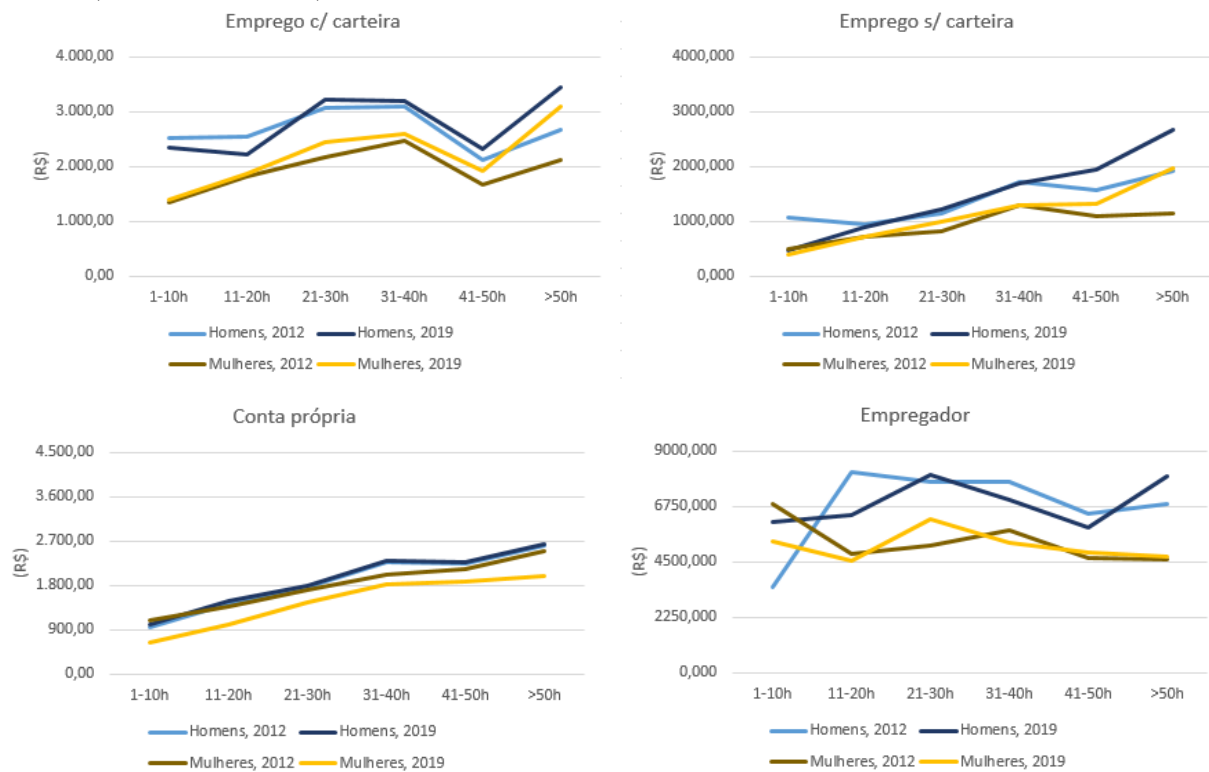 Emprego c/ carteira
4.000,00
3.000,00
2.000,00
1.000,00
0,00
(R$)
1-10h 11-20h 21-30h 31-40h 41-50h >50h
Homens, 2012 Homens, 2019
Mulheres, 2012 Mulheres, 2019
Emprego s/ carteira
4000,000
3000,000
2000,000
1000,000
0,000
(R$)
1-10h 11-20h 21-30h 31-40h 41-50h >50h
Homens, 2012 Homens, 2019
Mulheres, 2012 Mulheres, 2019
Conta própria
4.500,00
3.600,00
2.700,00
1.800,00
900,00
0,00
(R$)
1-10h 11-20h 21-30h 31-40h 41-50h >50h
Homens, 2012 Homens, 2019
Mulheres, 2012 Mulheres, 2019
Empregador
9000,000
6750,000
4500,000
2250,000
0,000
(R$)
1-10h 11-20h 21-30h 31-40h 41-50h >50h
Homens, 2012 Homens, 2019
Mulheres, 2012 Mulheres, 2019